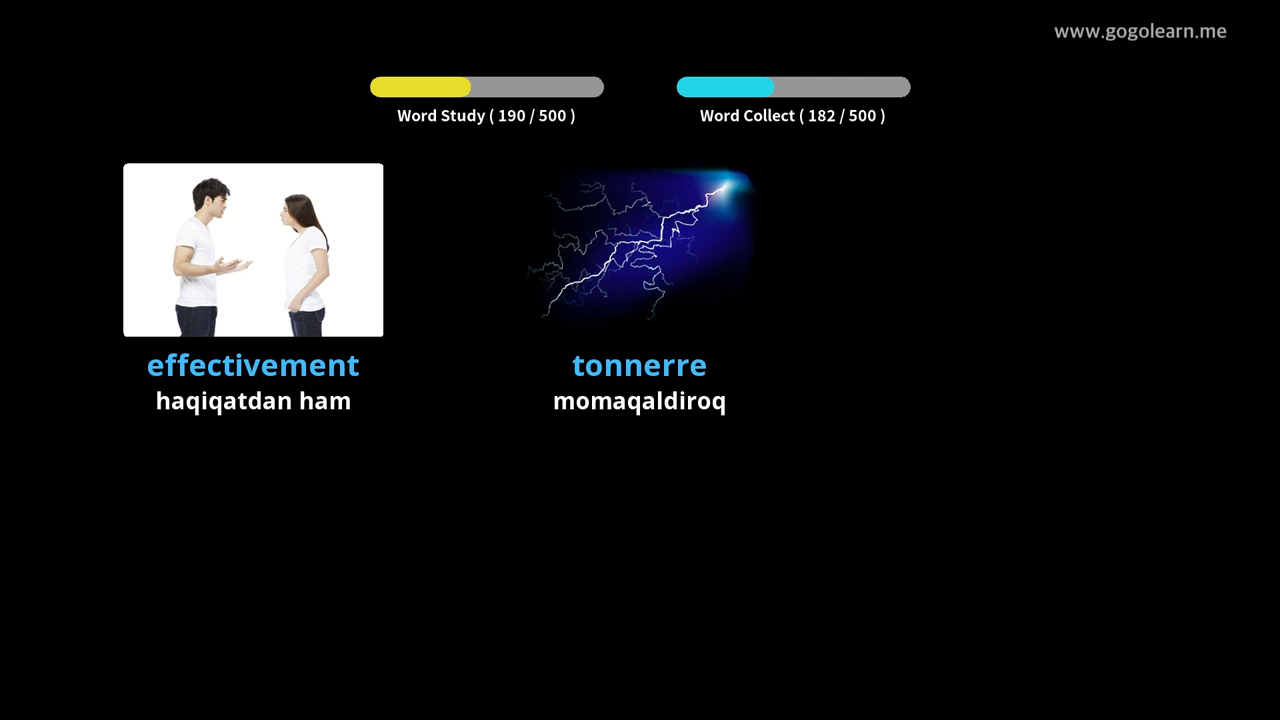 www.gogolearn.me
Word Study ( 190 / 500 )
Word Collect ( 182 / 500 )
effectivement
haqiqatdan ham
tonnerre
momaqaldiroq